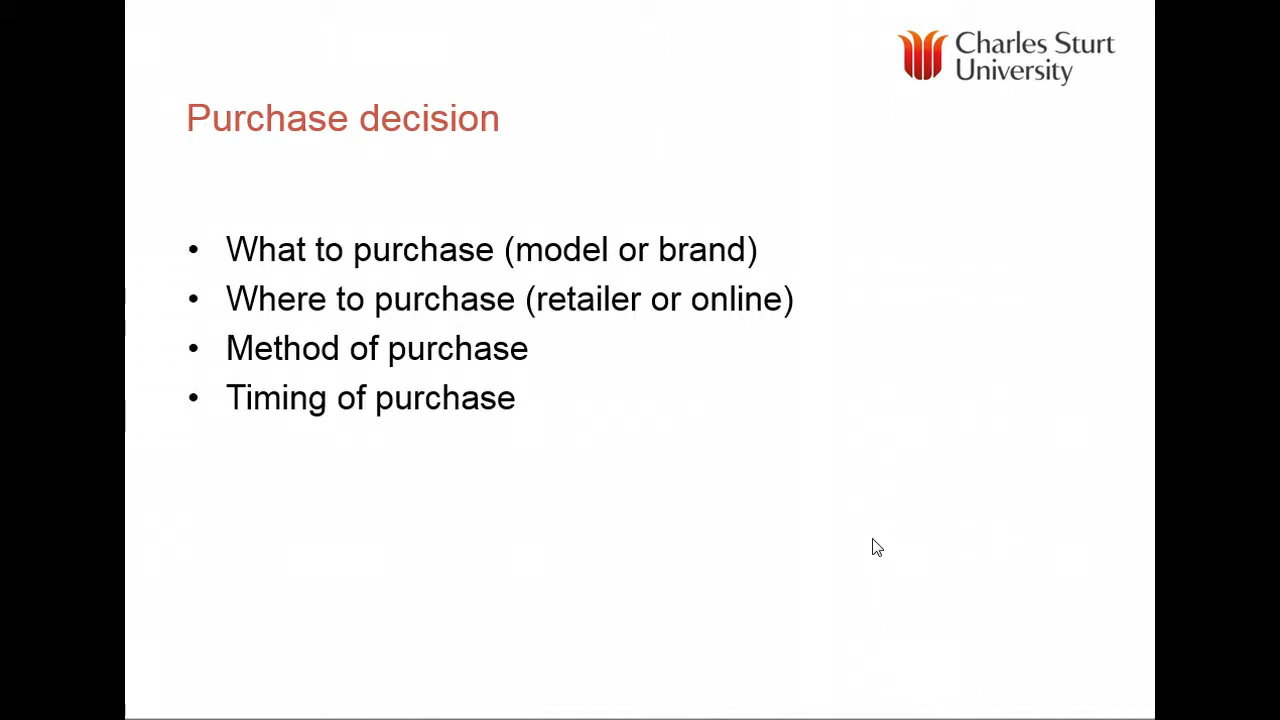 Charles Sturt
University
Purchase decision
• What to purchase (model or brand)
• Where to purchase (retailer or online)
• Method of purchase
• Timing of purchase